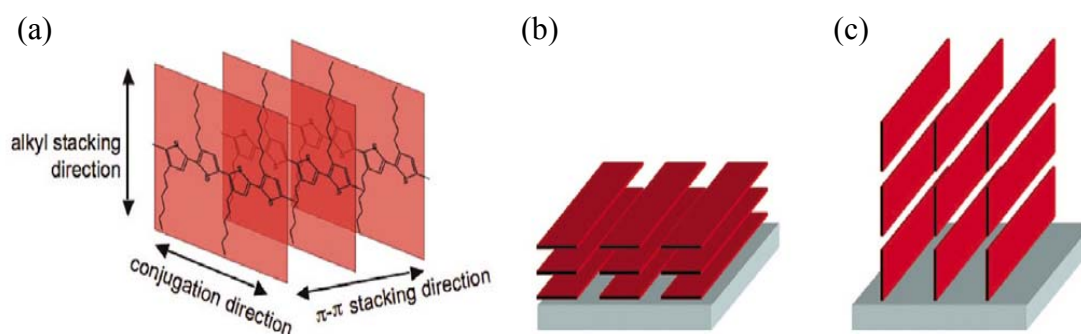 (a)
(b)
(c)
alkyl stacking
direction
conjugation direction
π-π stacking direction